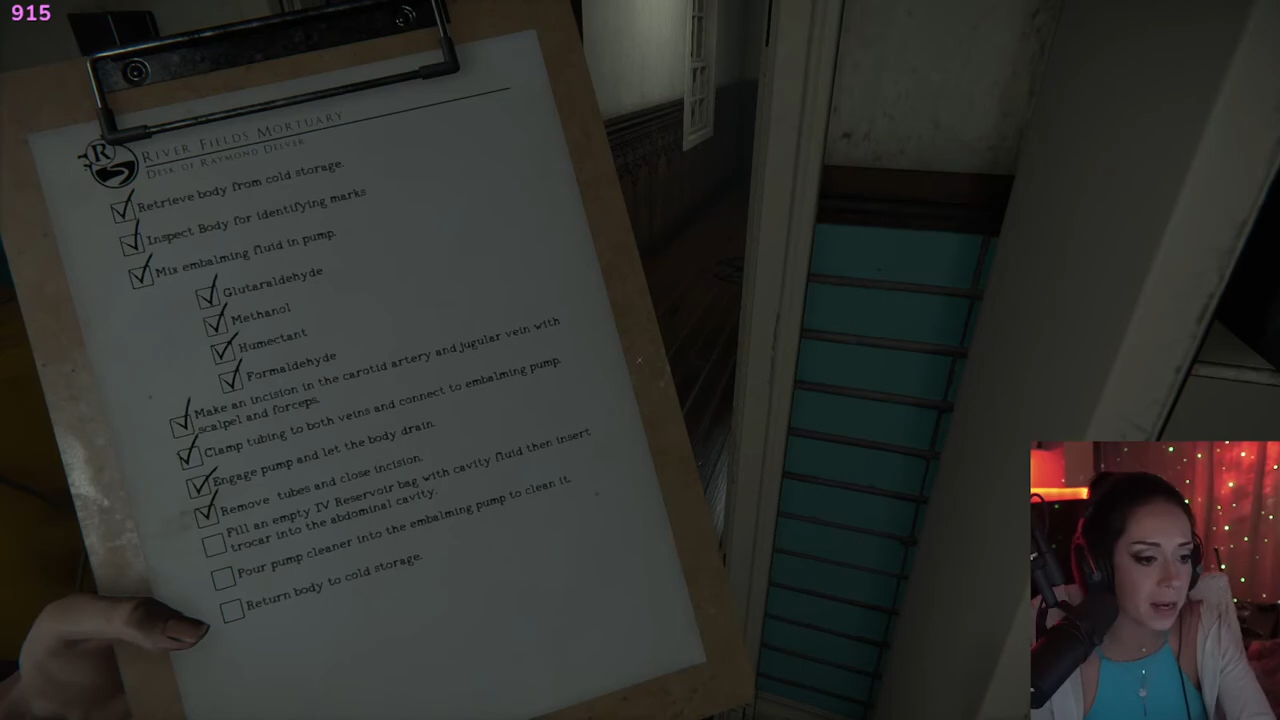 915
R
RIVER FIELDS MORTUARY
DESK OF RAYMOND DELVER
Retrieve body from cold storage.
Inspect Body for identifying marks
Mix embalming fluid in pump.
Glutaraldehyde
Methanol
Humectant
Formaldehyde
Make an incision in the carotid artery and jugular vein with
scalpel and forceps.
Clamp tubing to both veins and connect to embalming pump.
Engage pump and let the body drain.
Remove tubes and close incision.
Fill an empty IV Reservoir bag with cavity fluid then insert
trocar into the abdominal cavity.
Pour pump cleaner into the embalming pump to clean it.
Return body to cold storage.